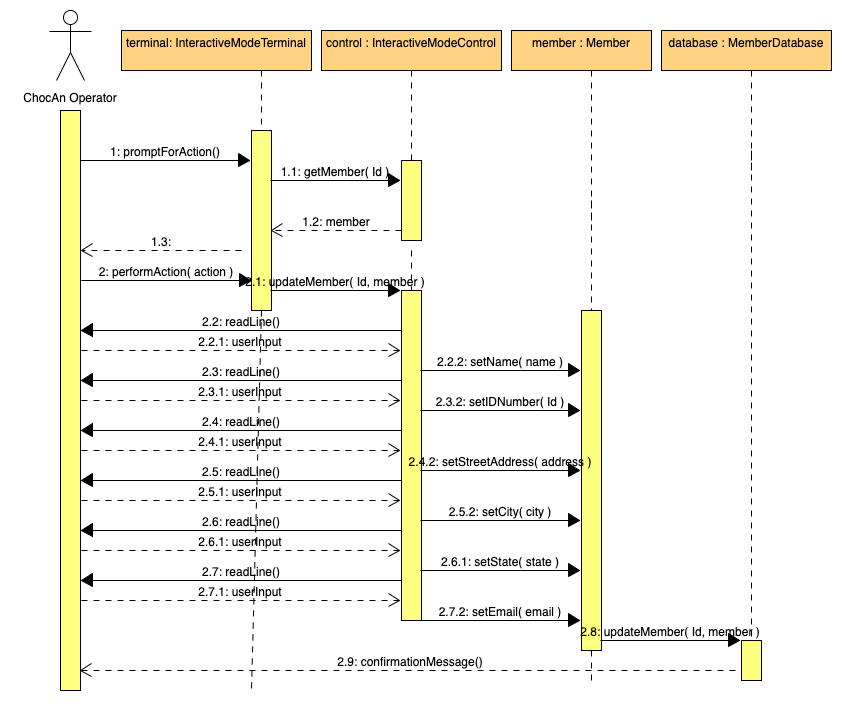 terminal: InteractiveModeTerminal
control : InteractiveModeControl
member : Member
database : MemberDatabase
ChocAn Operator
1: promptForAction()
1.1: getMember( Id )
1.2: member
1.3:
2: performAction( action )
2.1: updateMember( Id, member )
2.2: readLine()
2.2.1: userInput
2.2.2: setName( name )
2.3: readLine()
2.3.1: userInput
2.3.2: setIDNumber( Id )
2.4: readLine()
2.4.1: userInput
2.4.2: setStreetAddress( address )
2.5: readLine()
2.5.1: userInput
2.5.2: setCity( city )
2.6: readLine()
2.6.1: userInput
2.6.1: setState( state )
2.7: readLine()
2.7.1: userInput
2.7.2: setEmail( email )
2.8: updateMember( Id, member )
2.9: confirmationMessage()